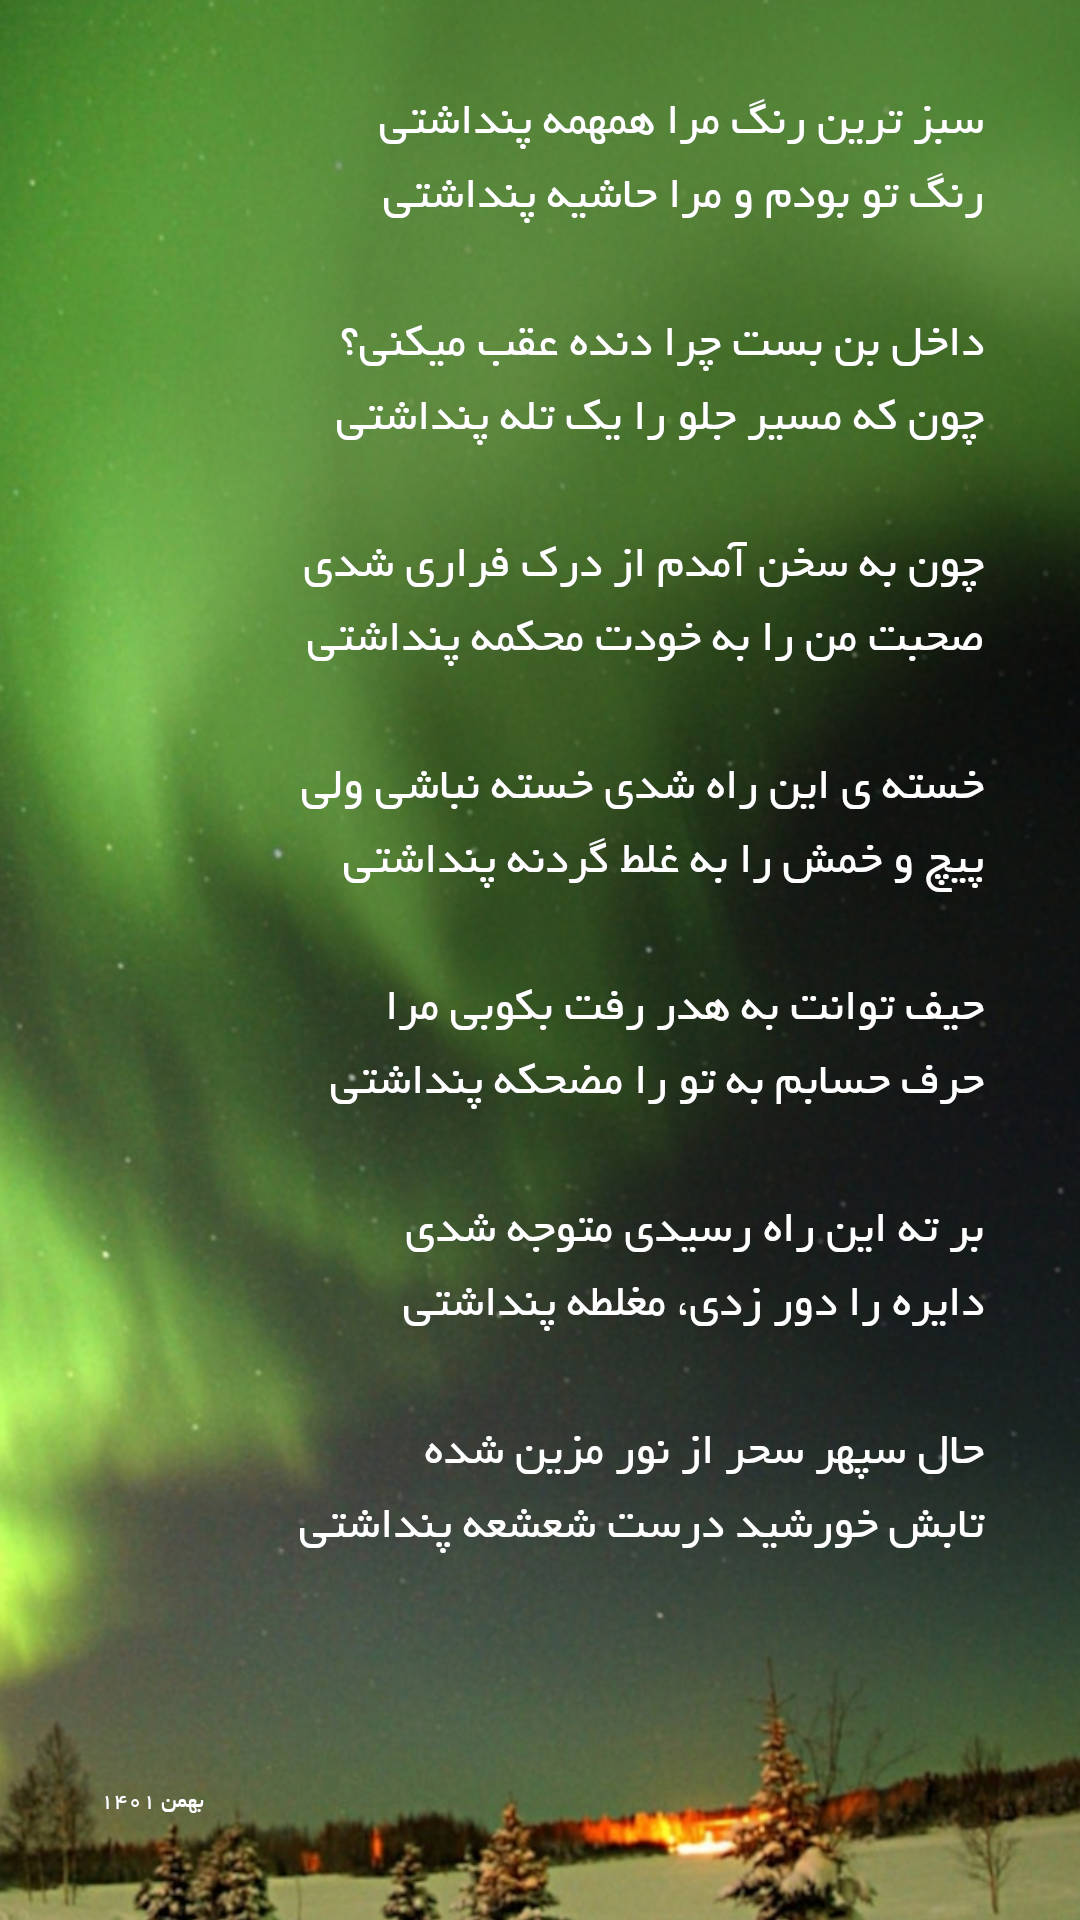 سبز ترین رنگ مرا همهمه پنداشتی
رنگ تو بودم و مرا حاشیه پنداشتی
داخل بن بست چرا دنده عقب میکنی؟
چون که مسیر جلو را یک تله پنداشتی
چون به سخن آمدم از درک فراری شدی
صحبت من را به خودت محکمه پنداشتی
خسته ی این راه شدی خسته نباشی ولی
پیچ و خمش را به غلط گردنه پنداشتی
حیف توانت به هدر رفت بکوبی مرا
حرف حسابم به تو را مضحکه پنداشتی
بر ته این راه رسیدی متوجه شدی
دایره را دور زدی، مغلطه پنداشتی
حال سپهر سحر از نور مزین شده
تابش خورشید درست شعشعه پنداشتی
بهمن ۱۴۰۱